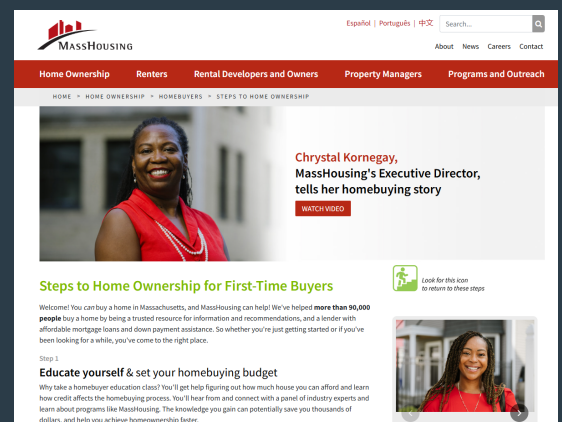 Español | Português | 中文
Search...
MASSHOUSING
About News Careers Contact
Home Ownership Renters Rental Developers and Owners Property Managers Programs and Outreach
HOME > HOME OWNERSHIP > HOMEBUYERS > STEPS TO HOME OWNERSHIP
Chrystal Kornegay,
MassHousing's Executive Director,
tells her homebuying story
WATCH VIDEO
Steps to Home Ownership for First-Time Buyers
Look for this icon
to return to these steps
Welcome! You can buy a home in Massachusetts, and MassHousing can help! We've helped more than 90,000
people buy a home by being a trusted resource for information and recommendations, and a lender with
affordable mortgage loans and down payment assistance. So whether you're just getting started or if you've
been looking for a while, you've come to the right place.
Step 1
Educate yourself & set your homebuying budget
Why take a homebuyer education class? You'll get help figuring out how much house you can afford and learn
how credit affects the homebuying process. You'll hear from and connect with a panel of industry experts and
learn about programs like MassHousing. The knowledge you gain can potentially save you thousands of
dollars, and help you achieve homeownership faster.